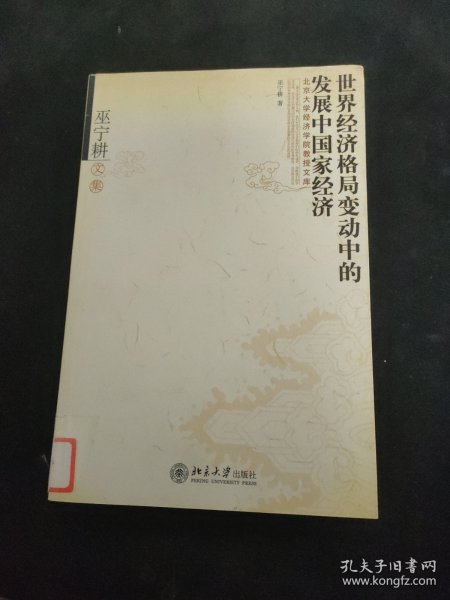 世界经济格局变动中的
发展中国家经济
北京大学经济学院教授文库
巫宁耕 著
巫宁耕
文集
北京大学出版社
PEKING UNIVERSITY PRESS
孔夫子旧书网
www.kongfz.com